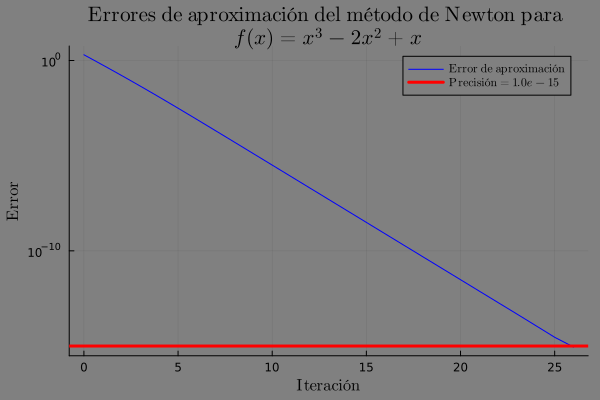 Errores de aproximación del método de Newton para
f(x) = x³ − 2x² + x
Error de aproximación
Precisión = 1.0e − 15
10⁰
10⁻¹⁰
Error
0 5 10 15 20 25
Iteración